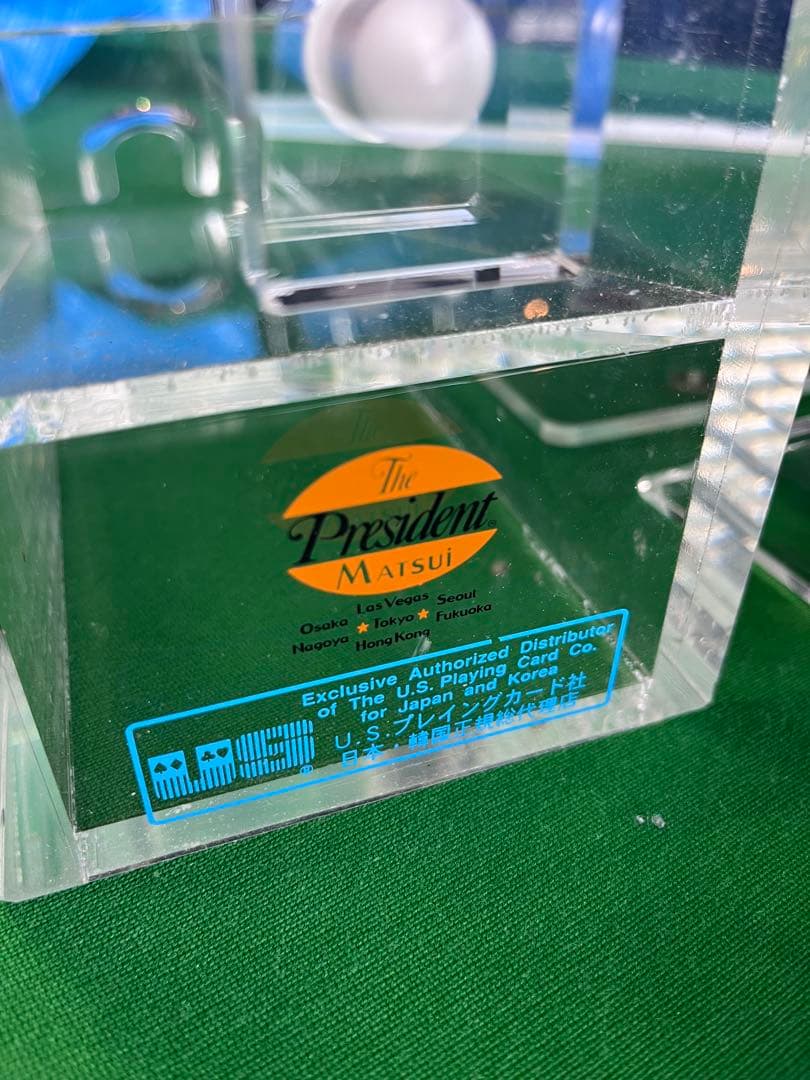 The
President®
MATSUI
Las Vegas
Osaka ★ Tokyo ★ Seoul
Nagoya Hong Kong Fukuoka
Exclusive Authorized Distributor
of The U.S. Playing Card Co.
for Japan and Korea
U.S.プレイングカード社
日本・韓国正規総代理店